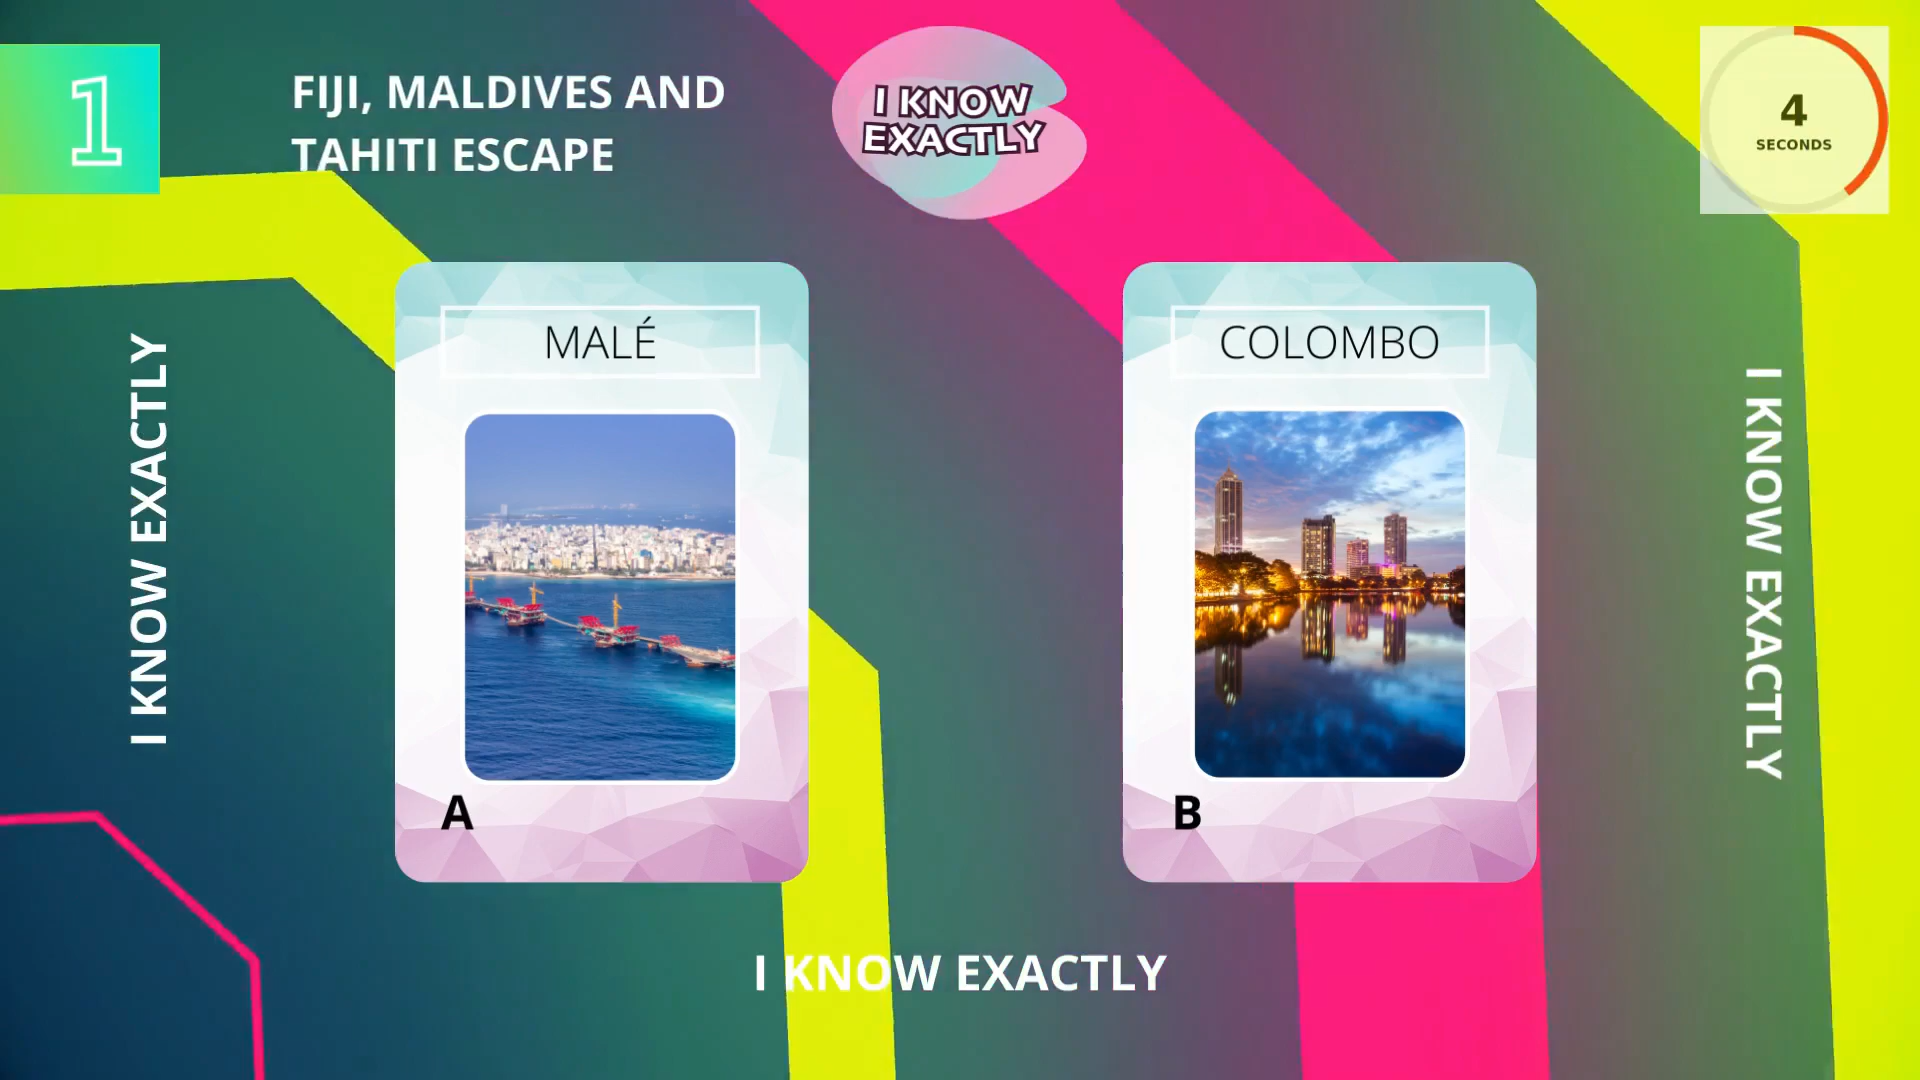 1
FIJI, MALDIVES AND
TAHITI ESCAPE
I KNOW
EXACTLY
4
SECONDS
MALÉ
COLOMBO
I KNOW EXACTLY
I KNOW EXACTLY
A
B
I KNOW EXACTLY